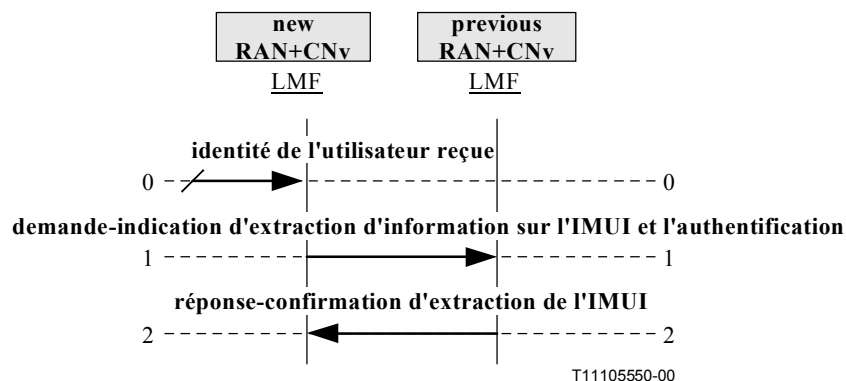 new RAN+CNv
previous RAN+CNv
LMF
LMF
identité de l'utilisateur reçue
0
0
demande-indication d'extraction d'information sur l'IMUI et l'authentification
1
1
réponse-confirmation d'extraction de l'IMUI
2
2
T11105550-00